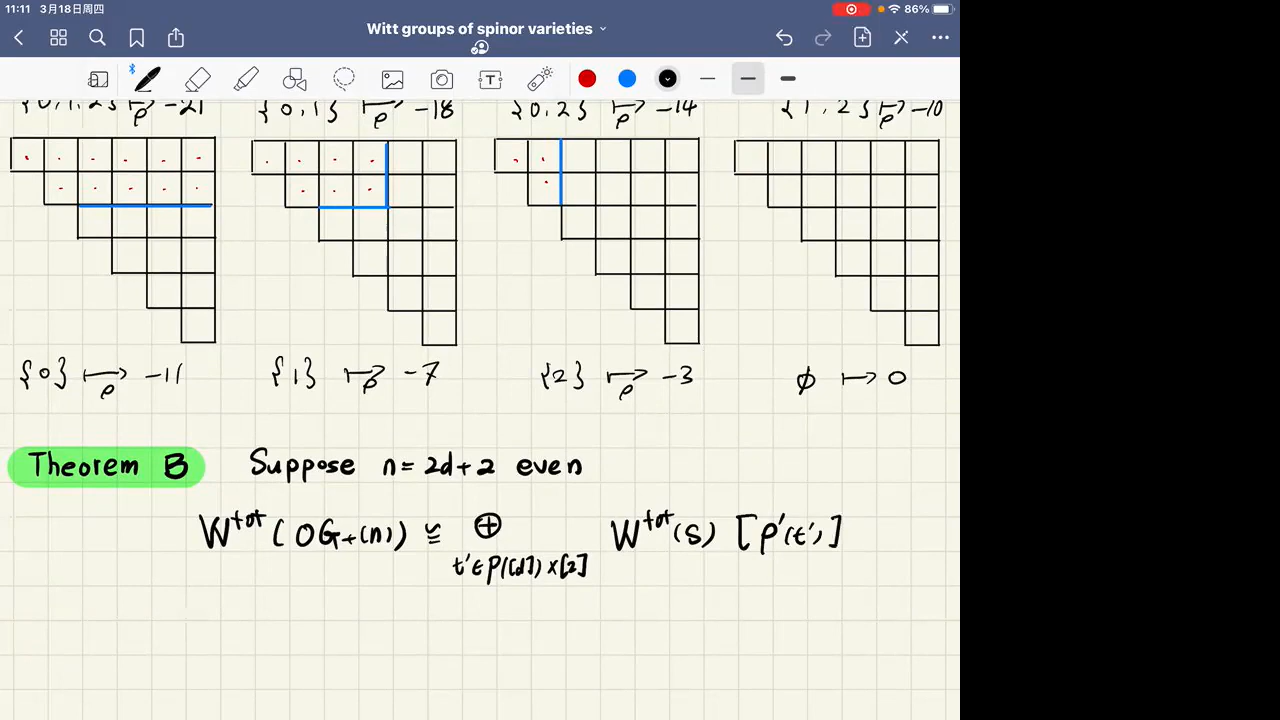 11:11 3月18日周四 86%
Witt groups of spinor varieties
T
{0,1,2} ↦ρ -21 {0,1} ↦ρ -18 {0,2} ↦ρ -14 {1,2} ↦ρ -10
{0} ↦ρ -11 {1} ↦ρ -7 {2} ↦ρ -3 ϕ ↦ 0
Theorem B Suppose n = 2d+2 even
W^tot (OG+(n)) ≅ ⊕_{t'∈P([d])×[2]} W^tot(S) [ρ'(t')]